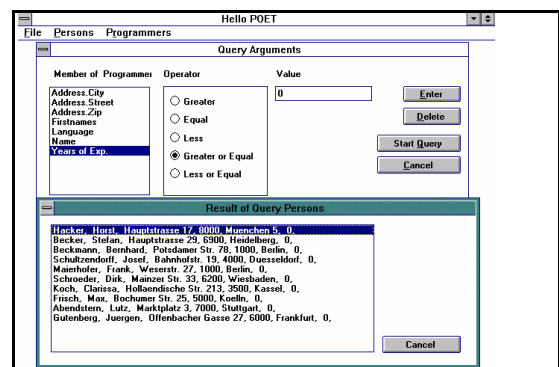 Hello POET
File Persons Programmers
Query Arguments
Member of Programmer Operator Value
Address.City
Address.Street
Address.Zip
Firstnames
Language
Name
Years of Exp.
Greater
Equal
Less
Greater or Equal
Less or Equal
0
Enter
Delete
Start Query
Cancel
Result of Query Persons
Hacker, Horst, Hauptstrasse 17, 8000, Muenchen 5, 0,
Becker, Stefan, Hauptstrasse 29, 6900, Heidelberg, 0,
Beckmann, Bernhard, Potsdamer Str. 78, 1000, Berlin, 0,
Schultzendorff, Josef, Bahnhofstr. 19, 4000, Duesseldorf, 0,
Maierhofer, Frank, Weserstr. 27, 1000, Berlin, 0,
Schroeder, Dirk, Mainzer Str. 33, 6200, Wiesbaden, 0,
Koch, Clarissa, Hollaendische Str. 213, 3500, Kassel, 0,
Frisch, Max, Bochumer Str. 25, 5000, Koelln, 0,
Abendstern, Lutz, Marktplatz 3, 7000, Stuttgart, 0,
Gutenberg, Juergen, Offenbacher Gasse 27, 6000, Frankfurt, 0,
Cancel